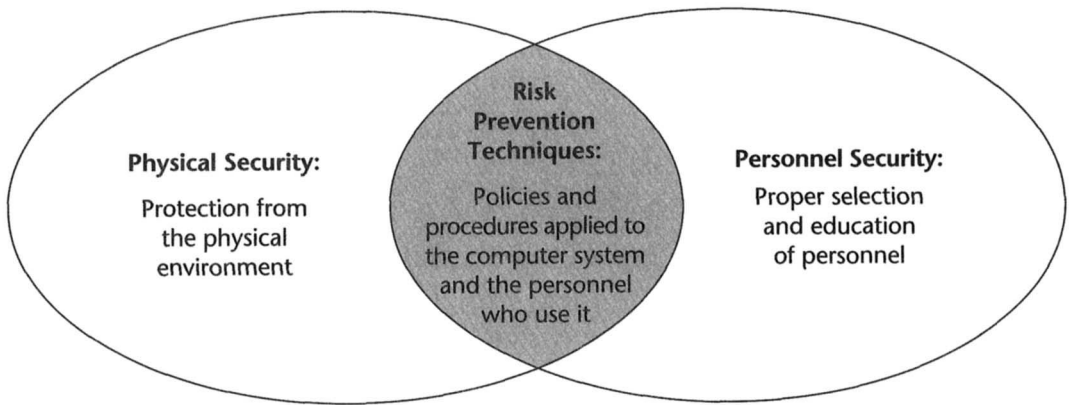 Physical Security:
Protection from
the physical
environment
Risk
Prevention
Techniques:
Policies and
procedures applied to
the computer system
and the personnel
who use it
Personnel Security:
Proper selection
and education
of personnel